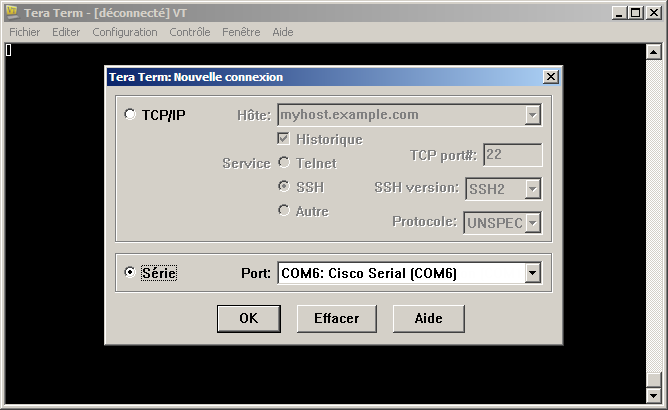 Tera Term - [déconnecté] VT
Fichier Editer Configuration Contrôle Fenêtre Aide
Tera Term: Nouvelle connexion
TCP/IP Hôte: myhost.example.com
Historique
Service Telnet TCP port#: 22
SSH SSH version: SSH2
Autre Protocole: UNSPEC
Série Port: COM6: Cisco Serial (COM6)
OK Effacer Aide